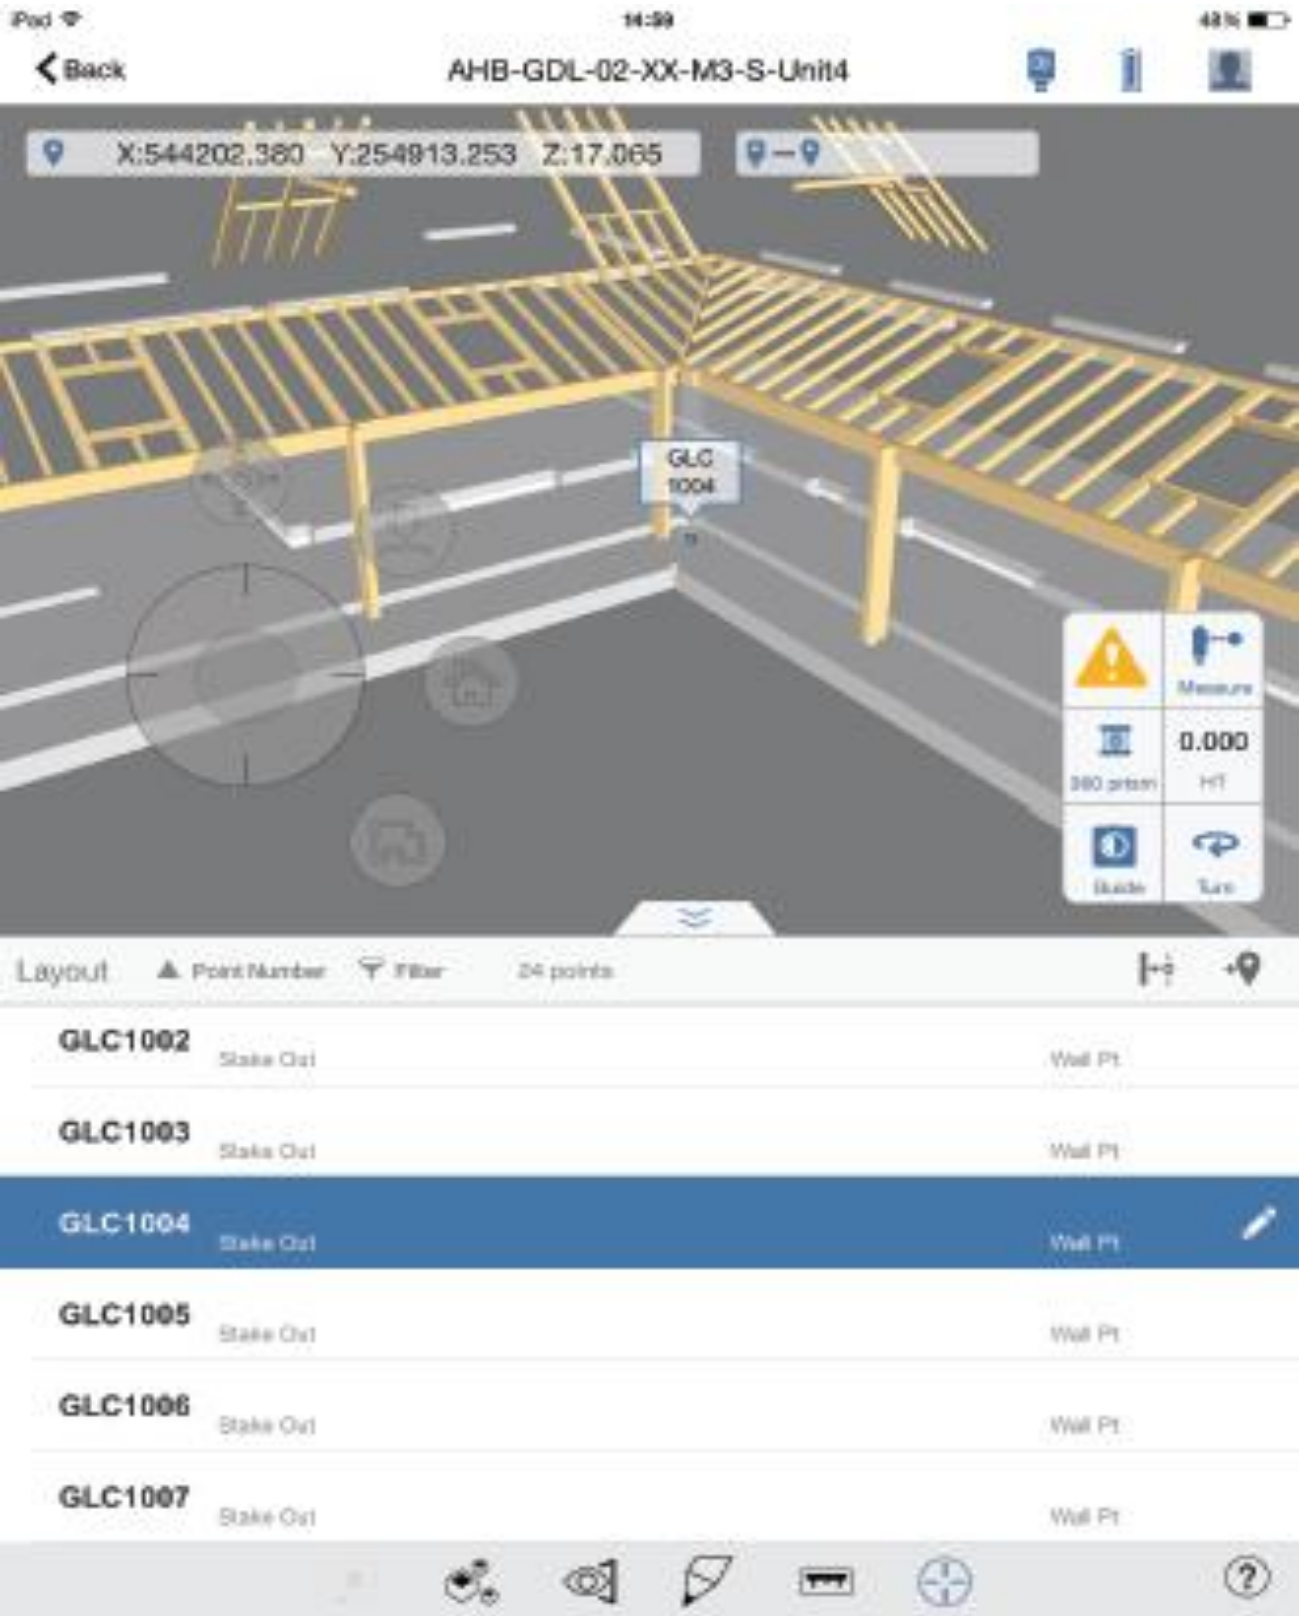 iPad 14:59 48%
Back AHB-GDL-02-XX-M3-S-Unit4
X:544202.380 Y:254913.253 Z:17.065
GLC
1004
Measure
0.000
360 prism HT
Guide Turn
Layout Point Number Filter 24 points
GLC1002 Stake Out Wall Pt
GLC1003 Stake Out Wall Pt
GLC1004 Stake Out Wall Pt
GLC1005 Stake Out Wall Pt
GLC1006 Stake Out Wall Pt
GLC1007 Stake Out Wall Pt
?